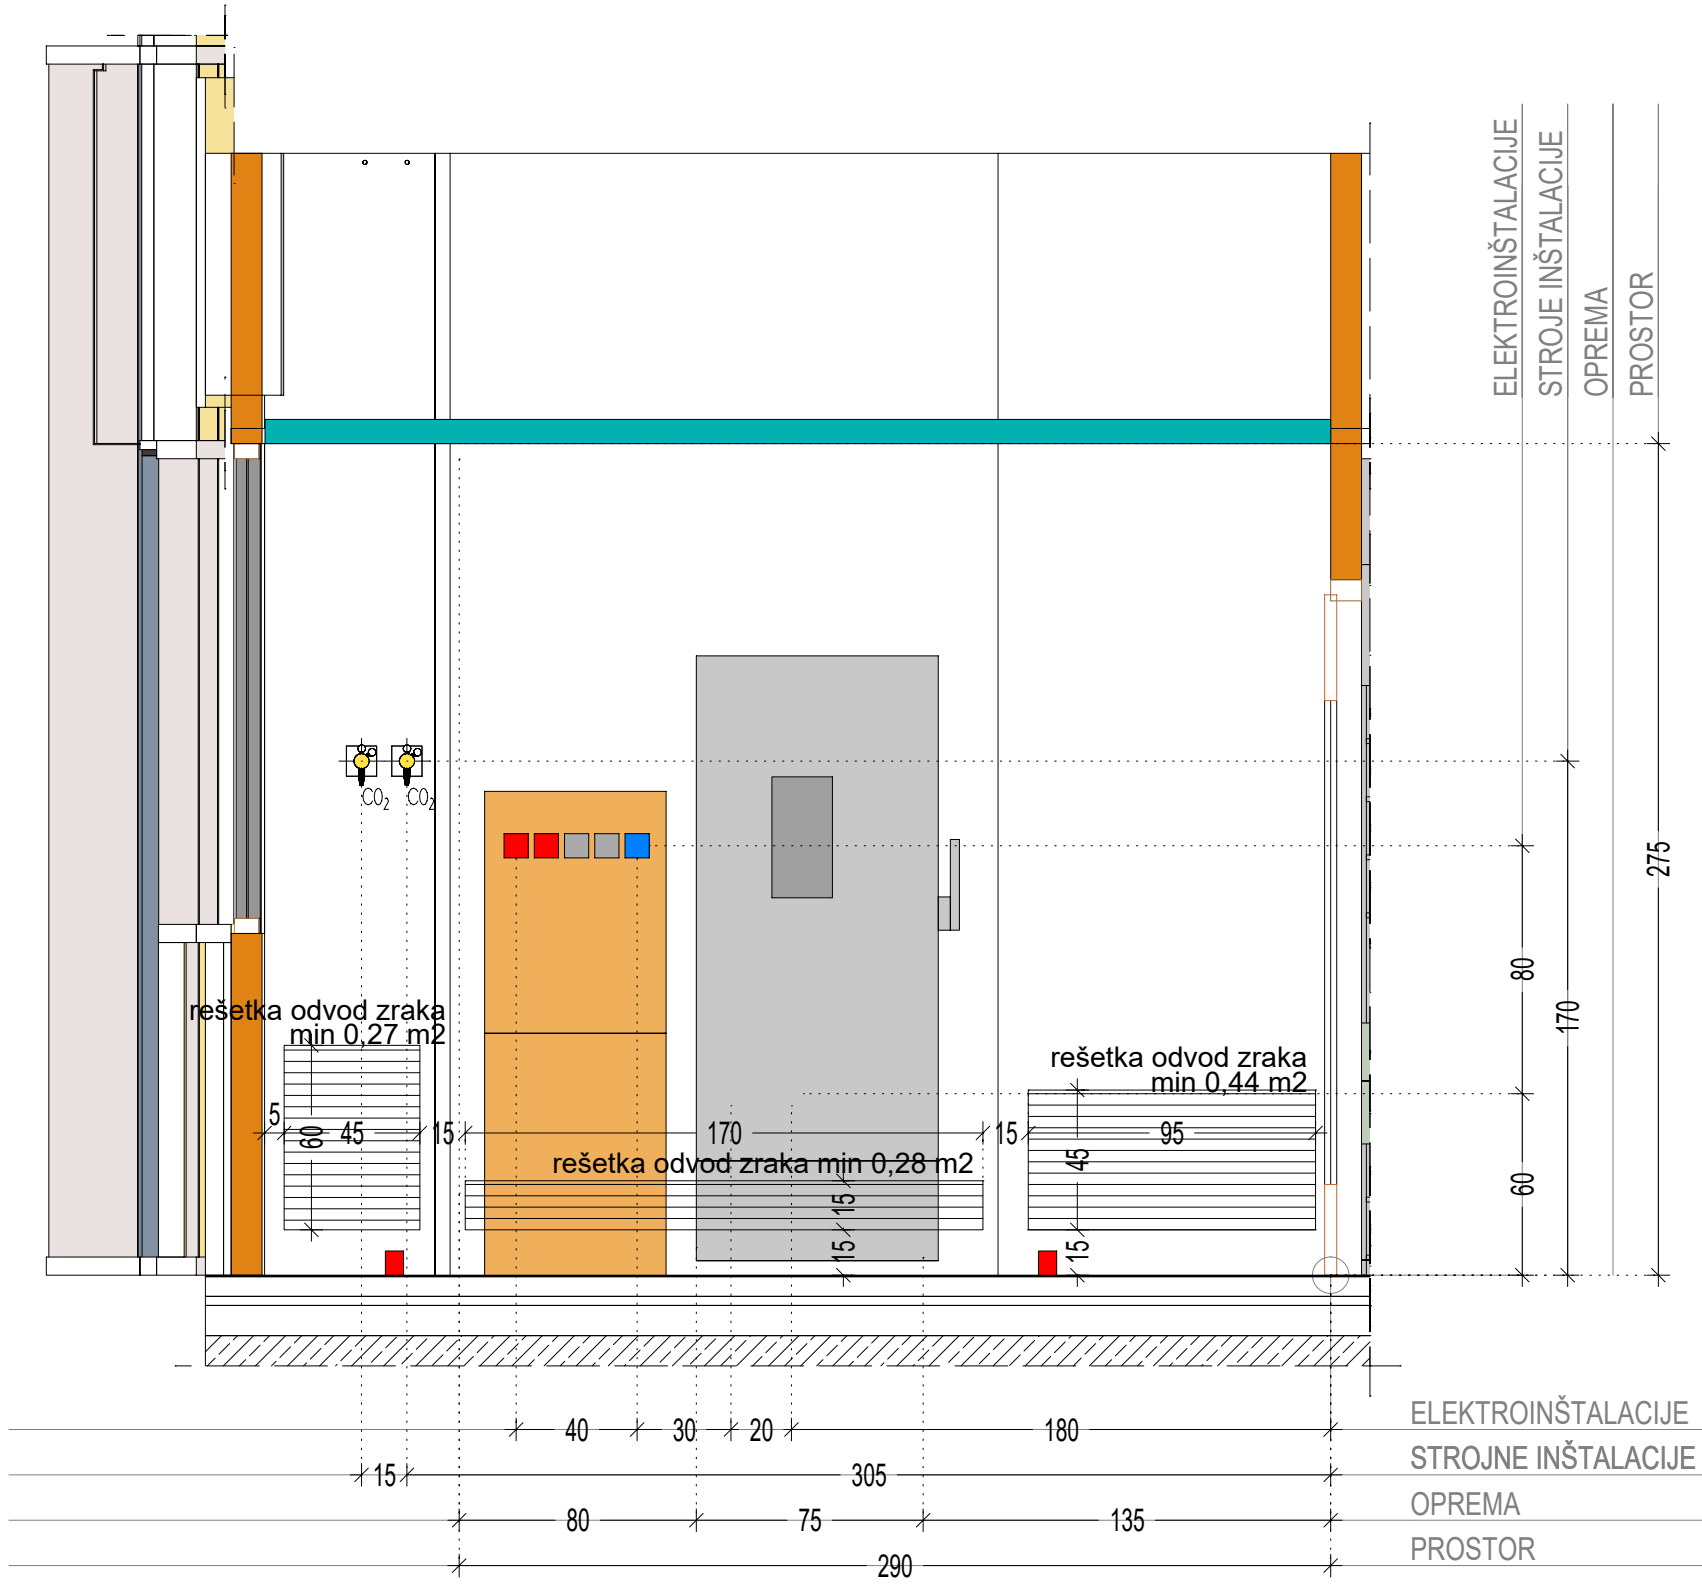 ELEKTROINŠTALACIJE
STROJE INŠTALACIJE
OPREMA
PROSTOR
CO2
CO2
275
80
170
60
rešetka odvod zraka
min 0,27 m2
rešetka odvod zraka
min 0,44 m2
5
60
45
15
170
15
95
45
rešetka odvod zraka min 0,28 m2
15
15
15
40
30
20
180
ELEKTROINŠTALACIJE
15
305
STROJNE INŠTALACIJE
80
75
135
OPREMA
290
PROSTOR